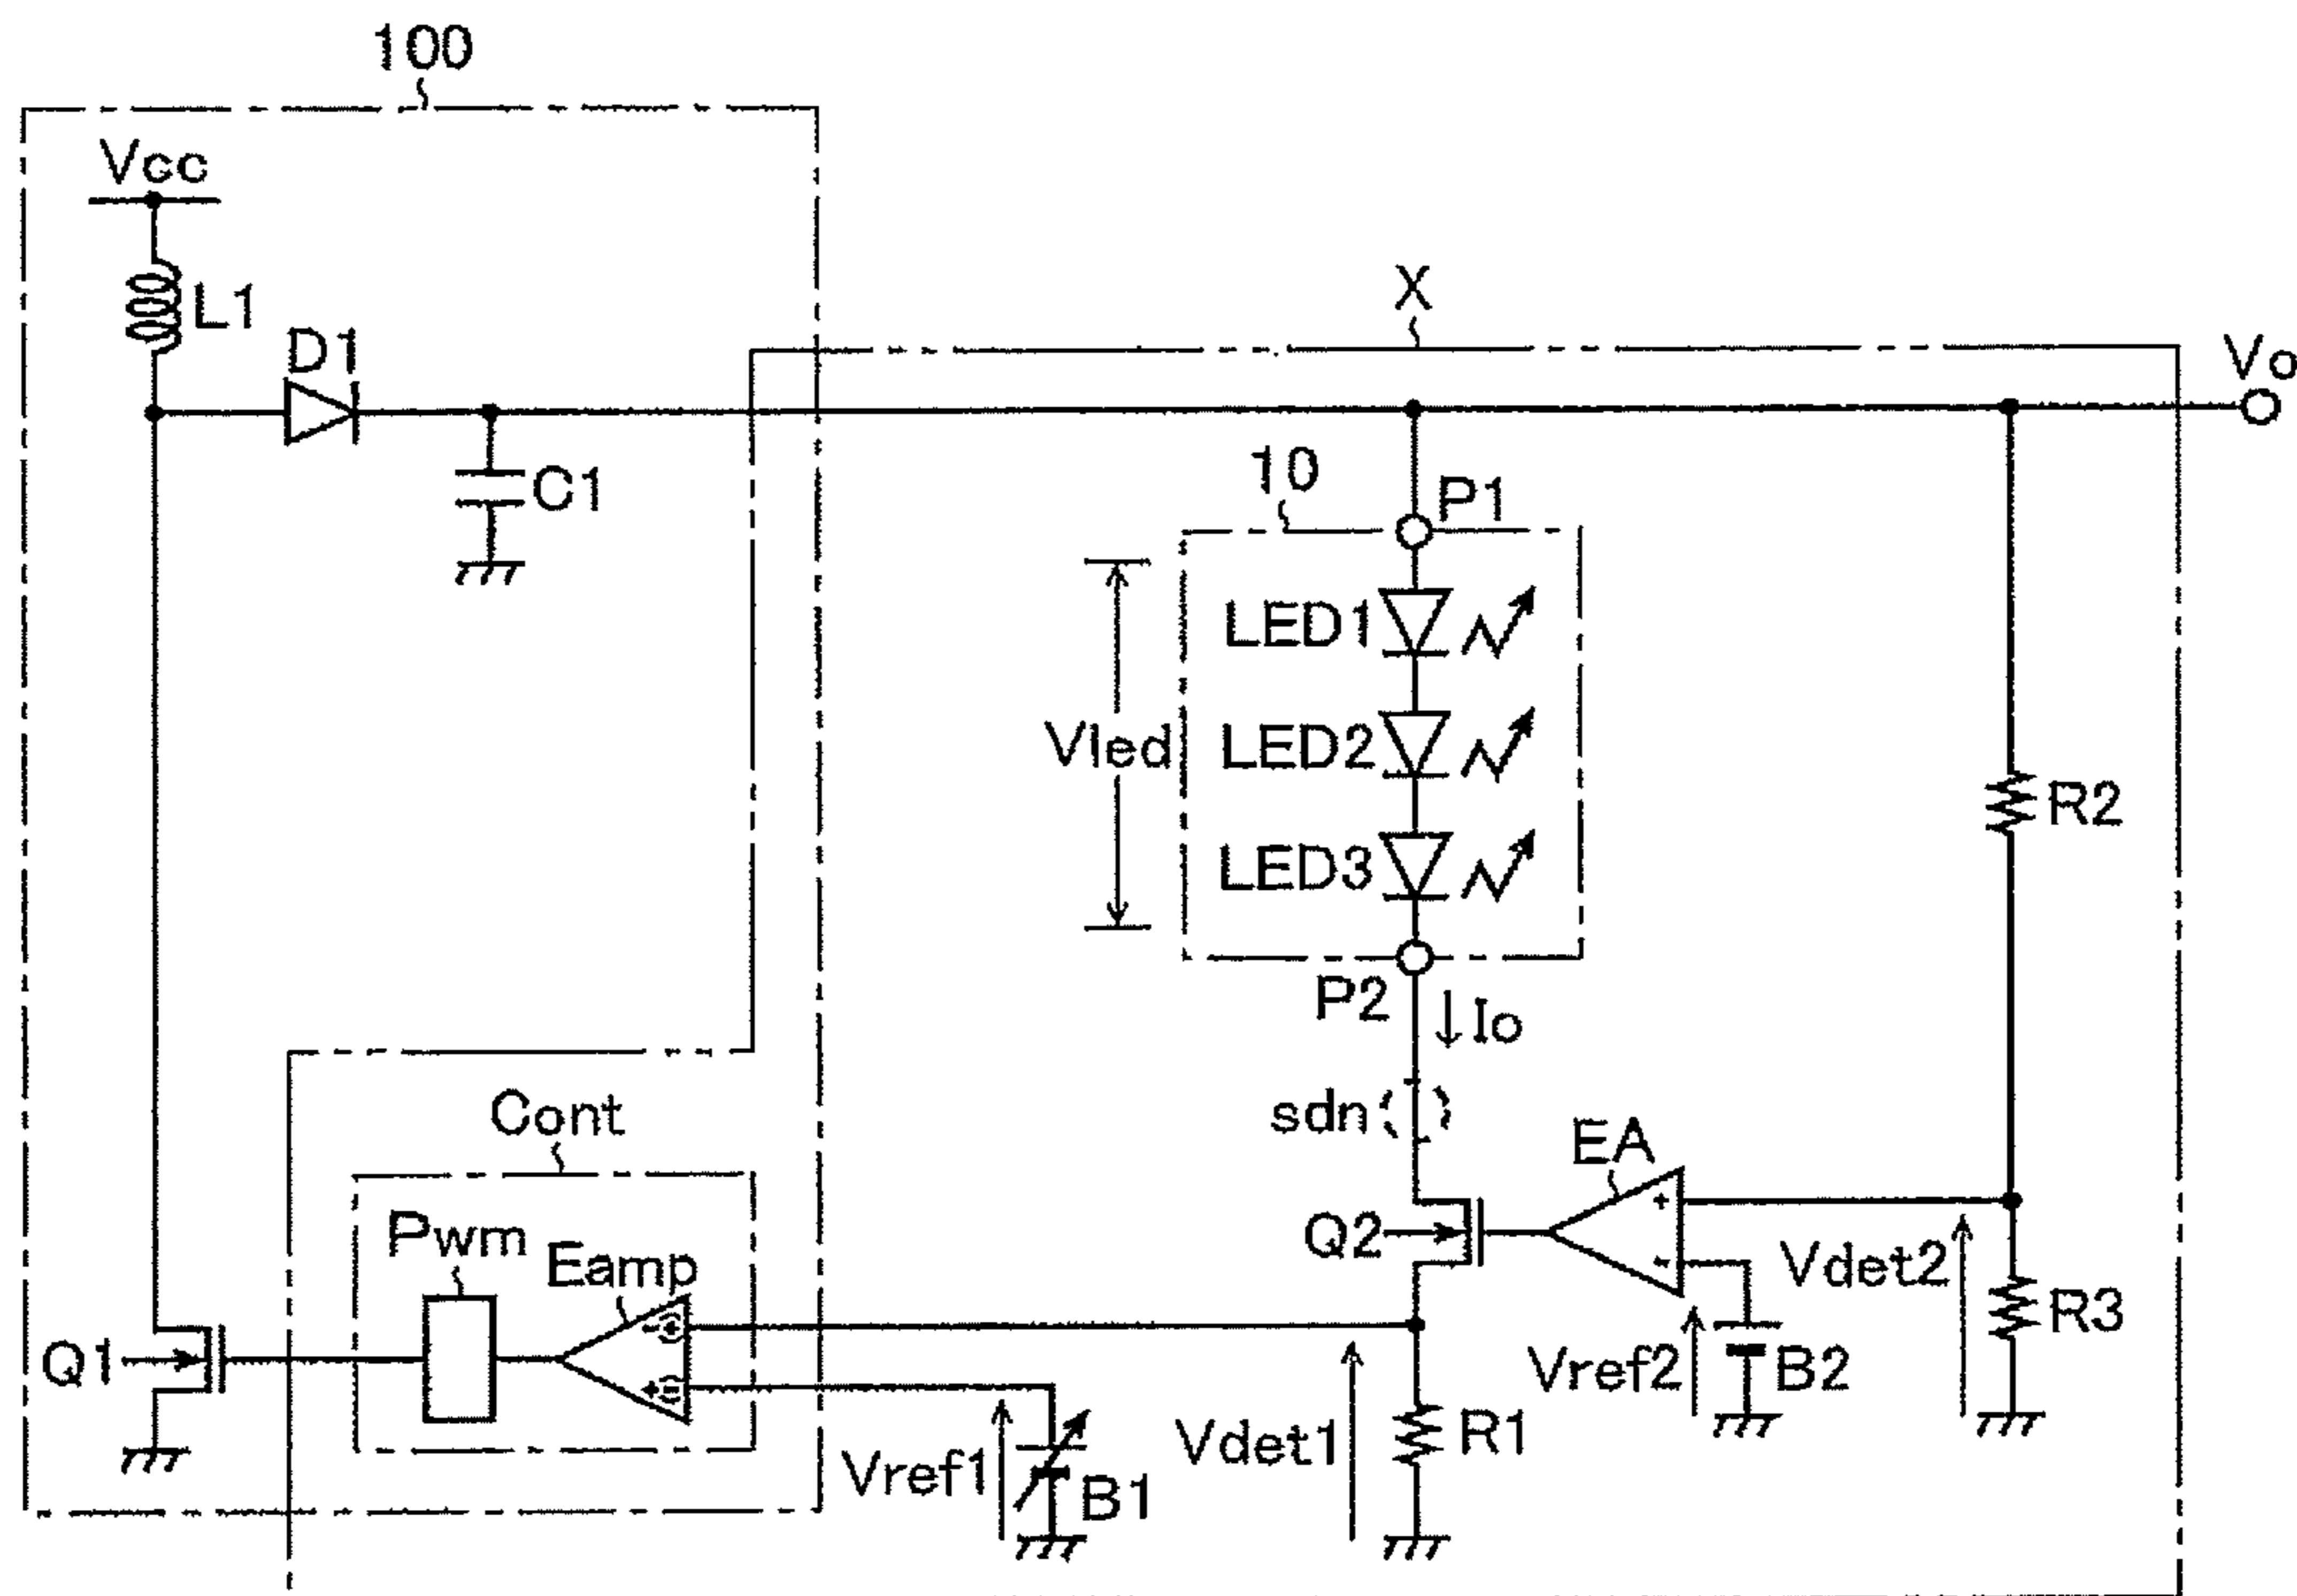 100
Vcc
L1
D1
C1
X
Vo
10
P1
LED1
Vled
LED2
LED3
R2
P2
Io
sdn
Cont
EA
+
-
Pwm
Eamp
-(+)
+(-)
Q1
Q2
Vdet2
R3
Vref2
B2
Vref1
B1
Vdet1
R1